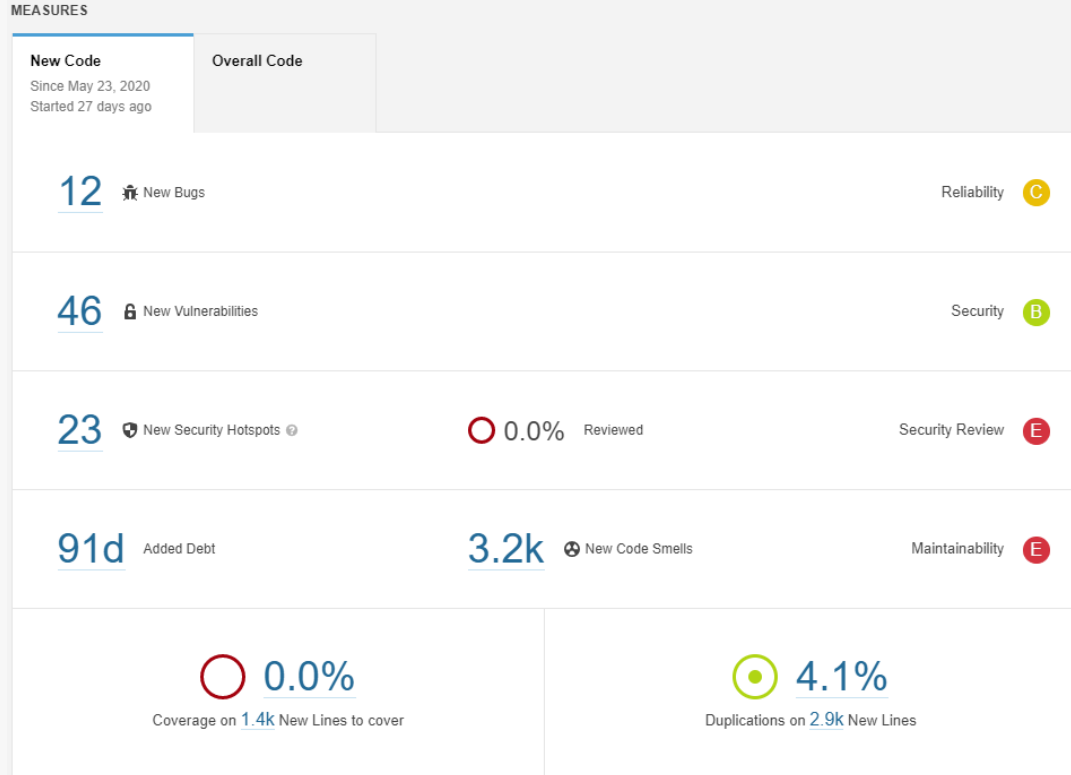 MEASURES
New Code
Overall Code
Since May 23, 2020
Started 27 days ago
12 New Bugs
Reliability C
46 New Vulnerabilities
Security B
23 New Security Hotspots ?
0.0% Reviewed
Security Review E
91d Added Debt
3.2k New Code Smells
Maintainability E
0.0%
Coverage on 1.4k New Lines to cover
4.1%
Duplications on 2.9k New Lines